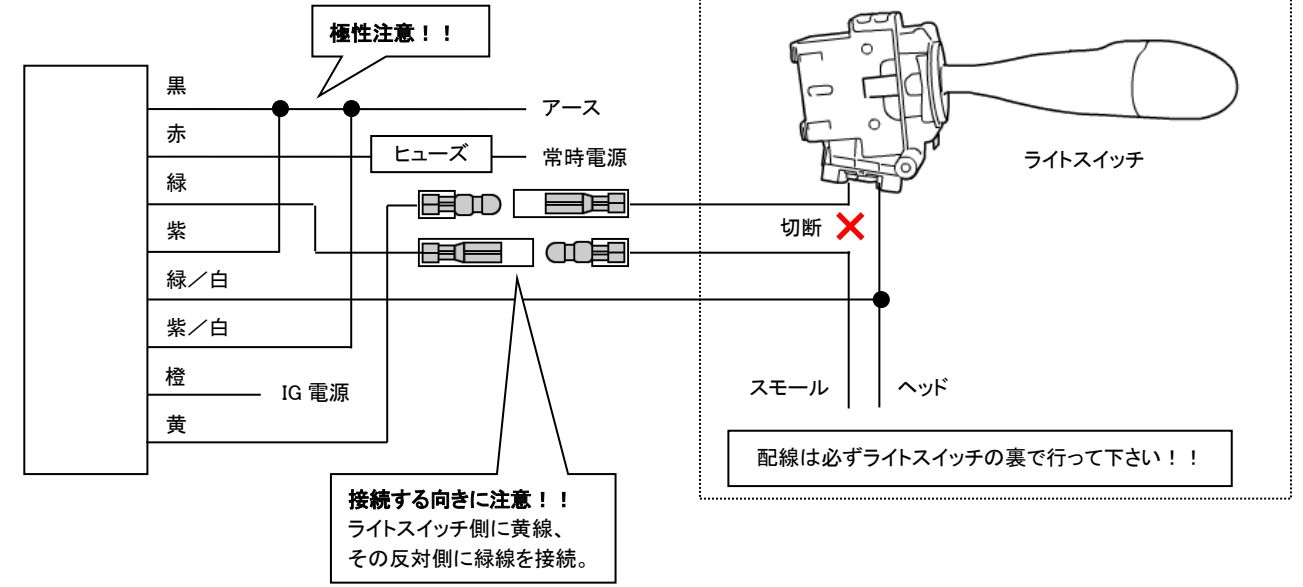 極性注意！！
黒
アース
赤
ヒューズ
常時電源
緑
紫
緑／白
紫／白
橙
IG 電源
黄
ライトスイッチ
切断
スモール
ヘッド
配線は必ずライトスイッチの裏で行って下さい！！
接続する向きに注意！！
ライトスイッチ側に黄線、
その反対側に緑線を接続。